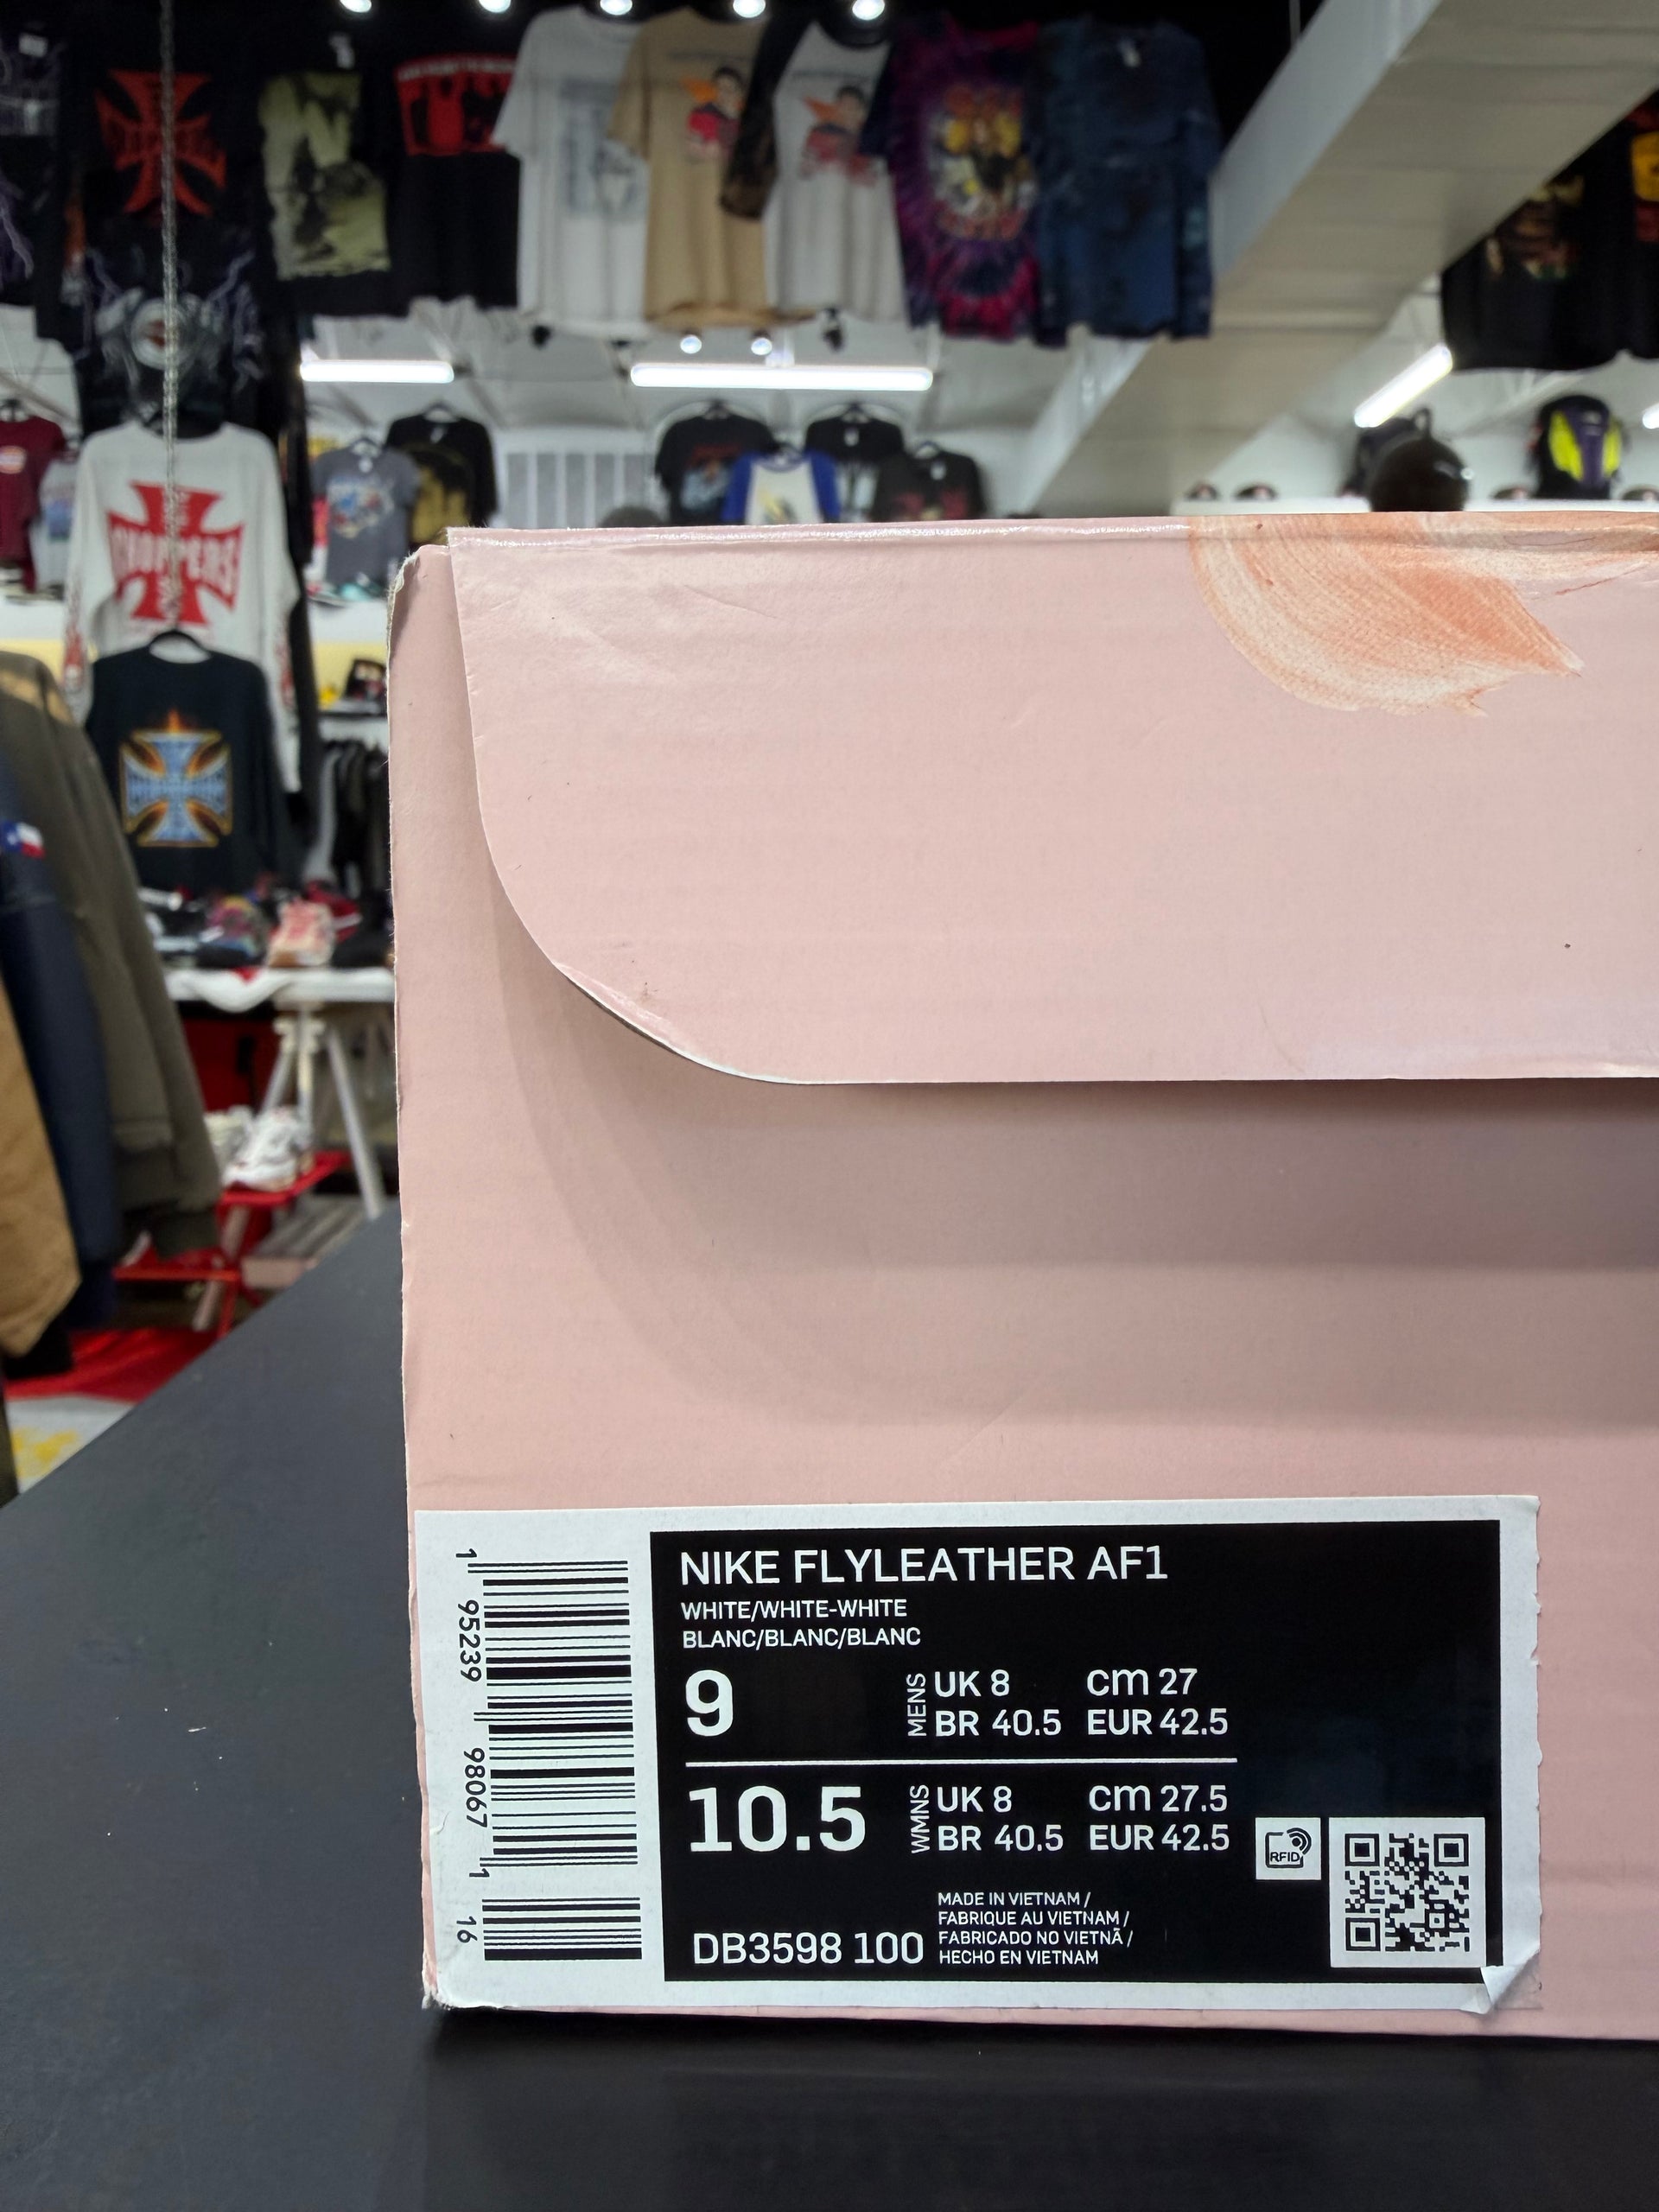 CHOPPERS
NIKE FLYLEATHER AF1
WHITE/WHITE-WHITE
BLANC/BLANC/BLANC
9
MENS
UK 8 cm 27
BR 40.5 EUR 42.5
10.5
WMNS
UK 8 cm 27.5
BR 40.5 EUR 42.5
RFID
MADE IN VIETNAM /
FABRIQUE AU VIETNAM /
FABRICADO NO VIETNÃ /
HECHO EN VIETNAM
DB3598 100
1 95239 98067 1 16